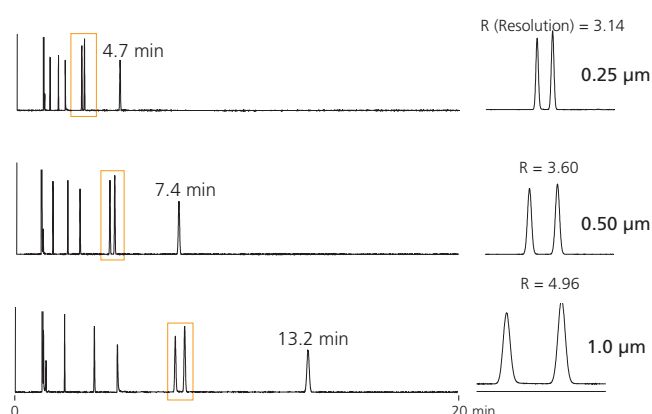 R (Resolution) = 3.14
4.7 min
0.25 µm
R = 3.60
7.4 min
0.50 µm
R = 4.96
13.2 min
1.0 µm
0
20 min